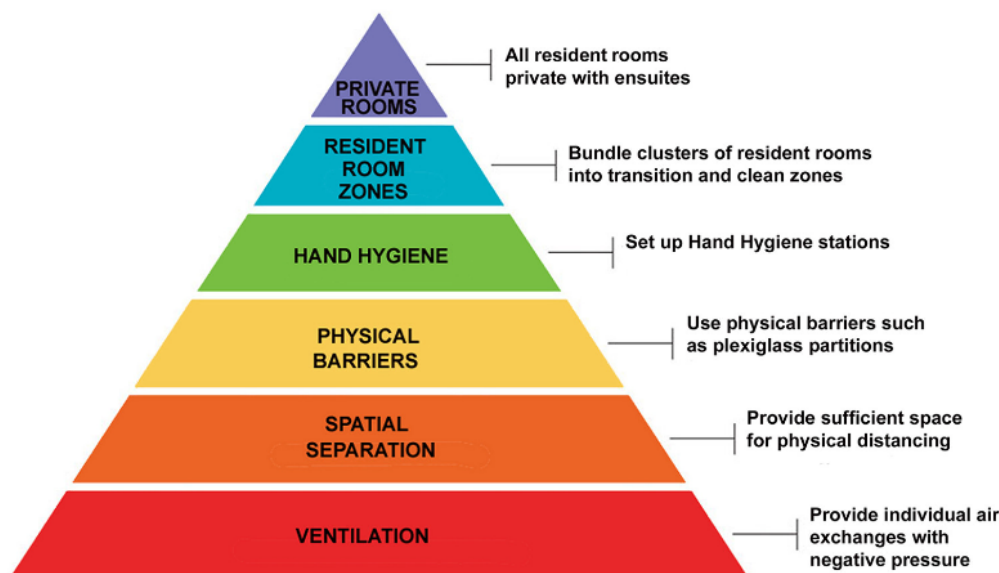 PRIVATE
ROOMS
All resident rooms
private with ensuites
RESIDENT
ROOM
ZONES
Bundle clusters of resident rooms
into transition and clean zones
HAND HYGIENE
Set up Hand Hygiene stations
PHYSICAL
BARRIERS
Use physical barriers such
as plexiglass partitions
SPATIAL
SEPARATION
Provide sufficient space
for physical distancing
VENTILATION
Provide individual air
exchanges with
negative pressure